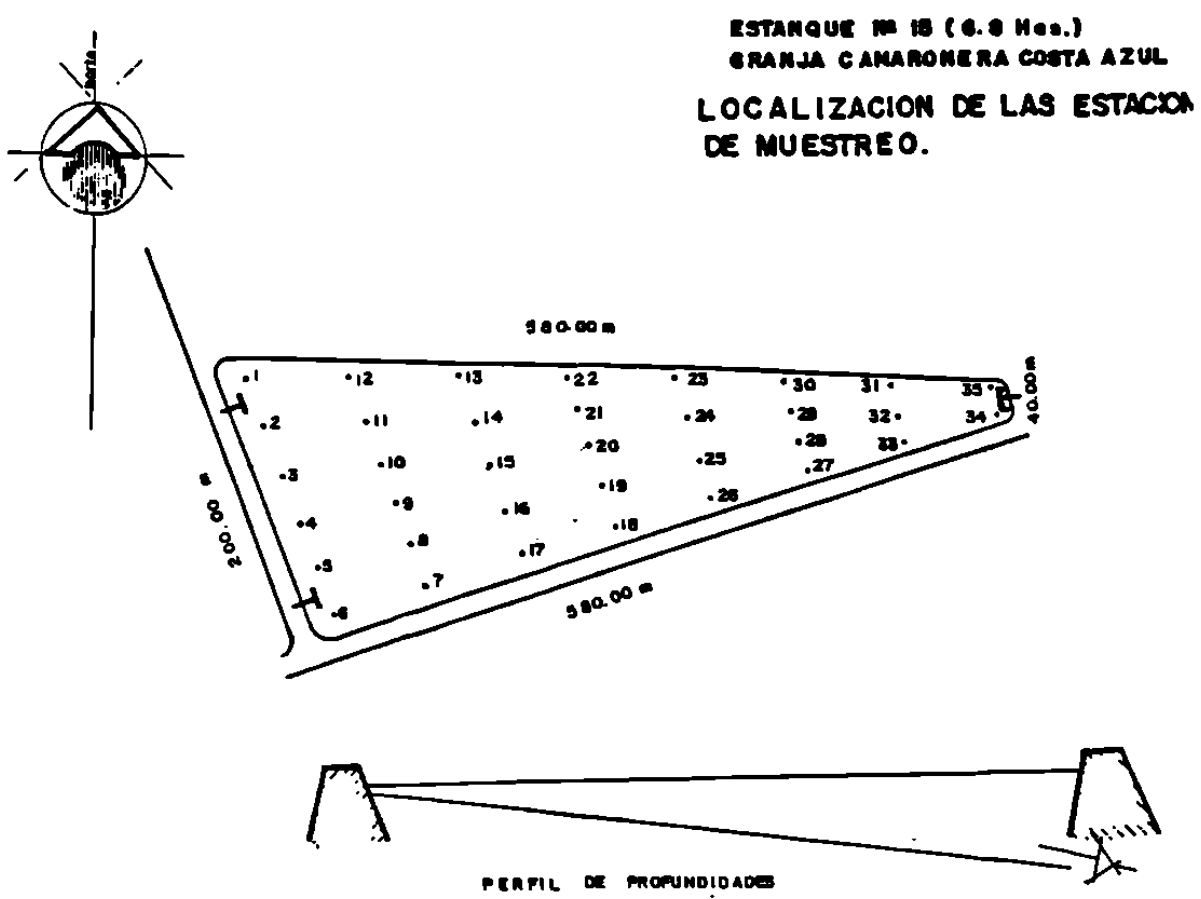 ESTANQUE Nº 15 (6.9 Has.)
GRANJA CAMARONERA COSTA AZUL
LOCALIZACION DE LAS ESTACION
DE MUESTREO.
norte
580.00 m
40.00 m
200.00 m
580.00 m
1 12 13 22 23 30 31 35
2 11 14 21 24 29 32 34
3 10 15 20 25 28 33
4 9 16 19 26 27
5 8 17 18
6 7
PERFIL DE PROFUNDIDADES